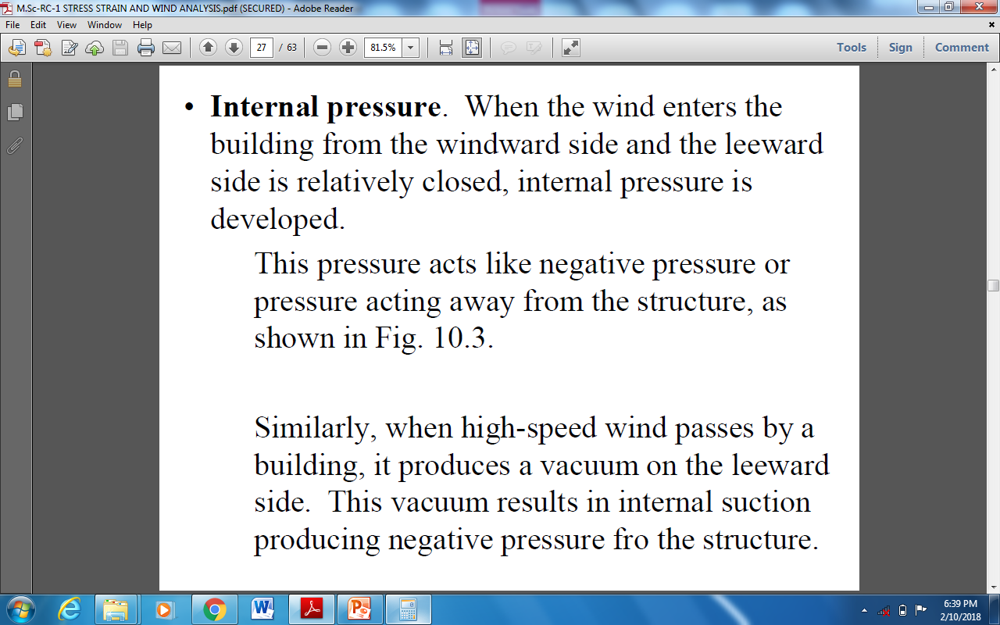 M.Sc-RC-1 STRESS STRAIN AND WIND ANALYSIS.pdf (SECURED) - Adobe Reader
File Edit View Window Help
27 / 63 81.5% Tools Sign Comment
• Internal pressure. When the wind enters the
building from the windward side and the leeward
side is relatively closed, internal pressure is
developed.
This pressure acts like negative pressure or
pressure acting away from the structure, as
shown in Fig. 10.3.
Similarly, when high-speed wind passes by a
building, it produces a vacuum on the leeward
side. This vacuum results in internal suction
producing negative pressure fro the structure.
6:39 PM
2/10/2018